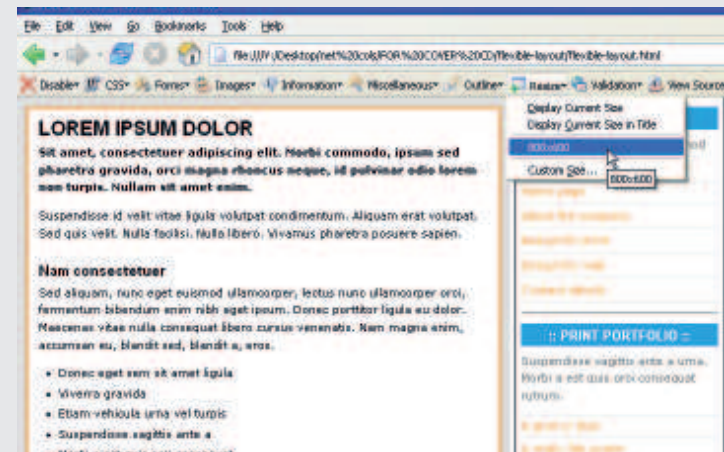 File Edit View Go Bookmarks Tools Help
file:///V:/Desktop/net%20cols/FOR%20COVER%20CD/flexible-layout/flexible-layout.html
Disable CSS Forms Images Information Miscellaneous Outline Resize Validation View Source
Display Current Size
Display Current Size in Title
800x600
Custom Size...
800x600
LOREM IPSUM DOLOR
Sit amet, consectetuer adipiscing elit. Morbi commodo, ipsum sed
pharetra gravida, orci magna rhoncus neque, id pulvinar odio lorem
non turpis. Nullam sit amet enim.
Suspendisse id velit vitae ligula volutpat condimentum. Aliquam erat volutpat.
Sed quis velit. Nulla facilisi. Nulla libero. Vivamus pharetra posuere sapien.
Nam consectetuer
Sed aliquam, nunc eget euismod ullamcorper, lectus nunc ullamcorper orci,
fermentum bibendum enim nibh eget ipsum. Donec porttitor ligula eu dolor.
Maecenas vitae nulla consequat libero cursus venenatis. Nam magna enim,
accumsan eu, blandit sed, blandit a, eros.
• Donec eget sem sit amet ligula
• Viverra gravida
• Etiam vehicula urna vel turpis
• Suspendisse sagittis ante a
:: PRINT PORTFOLIO ::
Suspendisse sagittis ante a urna.
Morbi a est quis orci consequat
rutrum.